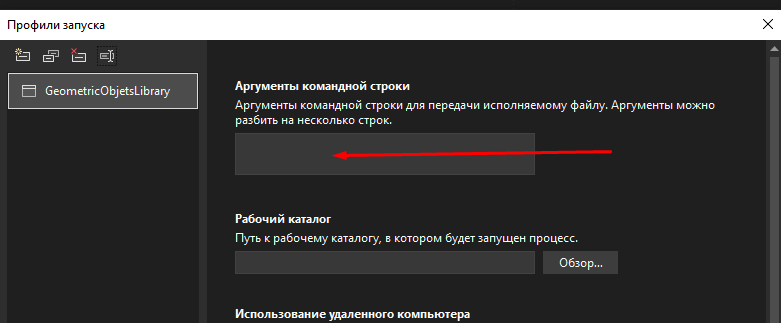 Профили запуска
GeometricObjetsLibrary
Аргументы командной строки
Аргументы командной строки для передачи исполняемому файлу. Аргументы можно
разбить на несколько строк.
Рабочий каталог
Путь к рабочему каталогу, в котором будет запущен процесс.
Обзор...
Использование удаленного компьютера